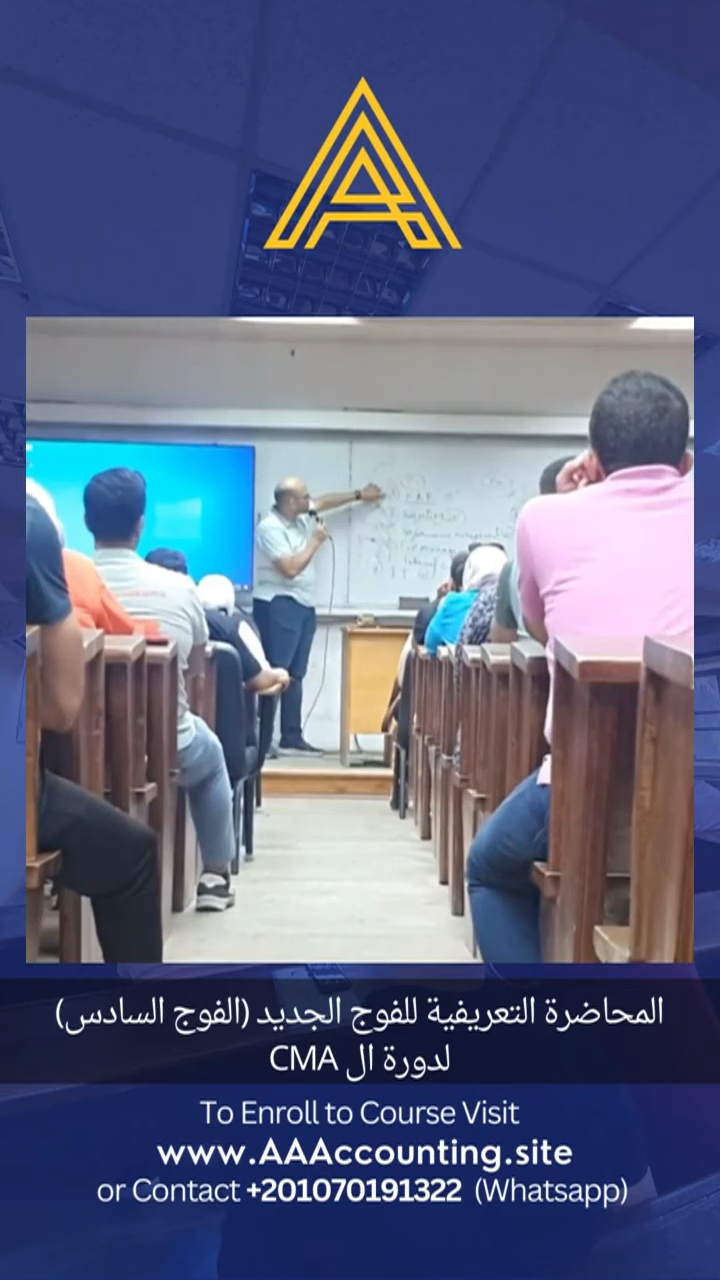 المحاضرة التعريفية للفوج الجديد (الفوج السادس)
لدورة ال CMA
To Enroll to Course Visit
www.AAAccounting.site
or Contact +201070191322 (Whatsapp)